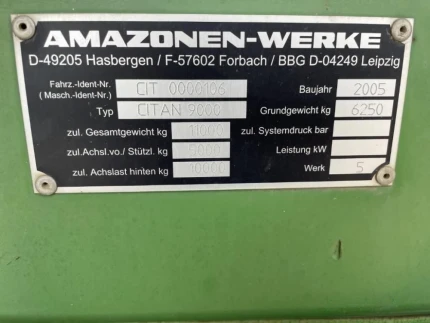 AMAZONEN-WERKE
D-49205 Hasbergen / F-57602 Forbach / BBG D-04249 Leipzig
Fahrz.-Ident-Nr. CIT 0000106 Baujahr 2005
( Masch.-Ident-Nr.)
Typ CITAN 9000 Grundgewicht kg 6250
zul. Gesamtgewicht kg 11000 zul. Systemdruck bar
zul.Achsl.vo./ Stützl. kg Leistung kW
zul. Achslast hinten kg Werk 5